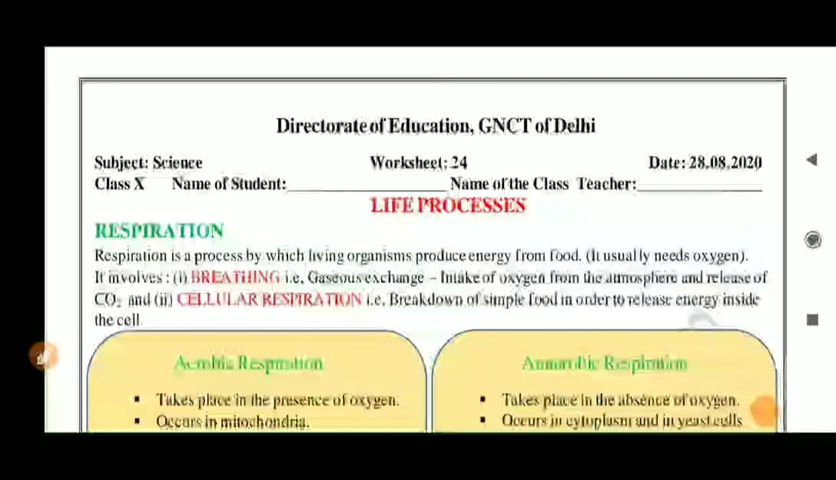 Directorate of Education, GNCT of Delhi
Subject: Science Worksheet: 24 Date: 28.08.2020
Class X Name of Student:____________________ Name of the Class Teacher:________________
LIFE PROCESSES
RESPIRATION
Respiration is a process by which living organisms produce energy from food. (It usually needs oxygen).
It involves : (i) BREATHING i.e, Gaseous exchange – Intake of oxygen from the atmosphere and release of
CO₂ and (ii) CELLULAR RESPIRATION i.e, Breakdown of simple food in order to release energy inside
the cell
Aerobic Respiration
▪ Takes place in the presence of oxygen.
▪ Occurs in mitochondria.
Anaerobic Respiration
▪ Takes place in the absence of oxygen.
▪ Occurs in cytoplasm and in yeast cells